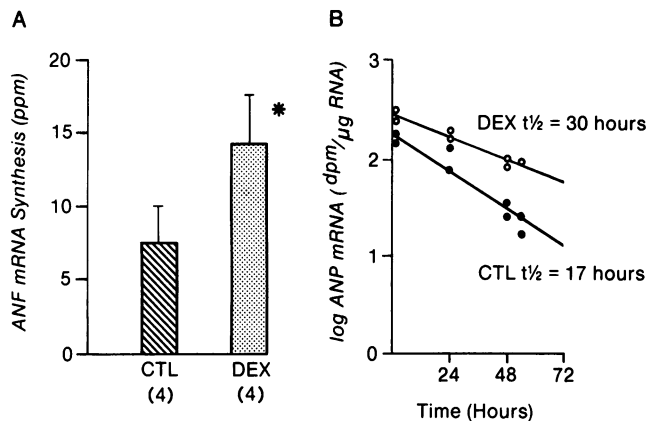 A
ANF mRNA Synthesis (ppm)
20
15
10
5
0
*
CTL
(4)
DEX
(4)
B
log ANP mRNA (dpm/µg RNA)
3
2
1
0
DEX t½ = 30 hours
CTL t½ = 17 hours
24
48
72
Time (Hours)